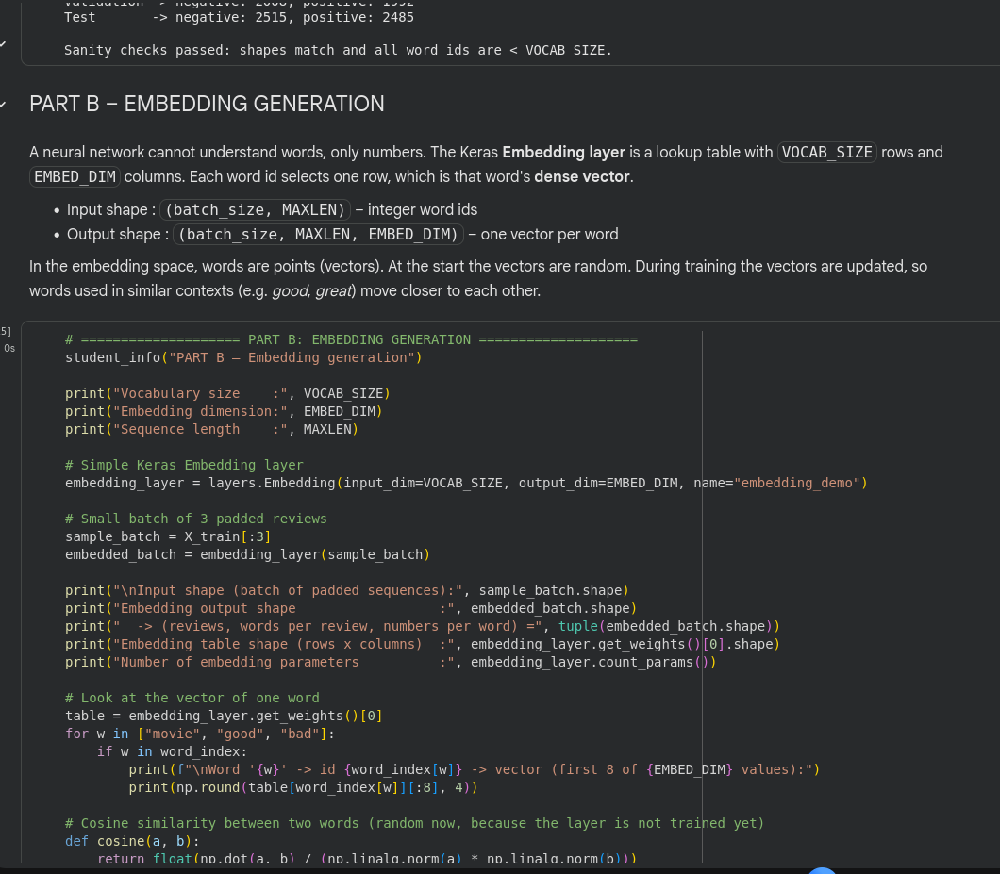 Validation -> negative: 2008, positive: 1992
Test       -> negative: 2515, positive: 2485
Sanity checks passed: shapes match and all word ids are < VOCAB_SIZE.
PART B – EMBEDDING GENERATION
A neural network cannot understand words, only numbers. The Keras Embedding layer is a lookup table with VOCAB_SIZE rows and
EMBED_DIM columns. Each word id selects one row, which is that word's dense vector.
• Input shape : (batch_size, MAXLEN) – integer word ids
• Output shape : (batch_size, MAXLEN, EMBED_DIM) – one vector per word
In the embedding space, words are points (vectors). At the start the vectors are random. During training the vectors are updated, so
words used in similar contexts (e.g. good, great) move closer to each other.
5]
0s
# ==================== PART B: EMBEDDING GENERATION ====================
student_info("PART B – Embedding generation")
print("Vocabulary size    :", VOCAB_SIZE)
print("Embedding dimension:", EMBED_DIM)
print("Sequence length    :", MAXLEN)
# Simple Keras Embedding layer
embedding_layer = layers.Embedding(input_dim=VOCAB_SIZE, output_dim=EMBED_DIM, name="embedding_demo")
# Small batch of 3 padded reviews
sample_batch = X_train[:3]
embedded_batch = embedding_layer(sample_batch)
print("\nInput shape (batch of padded sequences):", sample_batch.shape)
print("Embedding output shape                  :", embedded_batch.shape)
print("  -> (reviews, words per review, numbers per word) =", tuple(embedded_batch.shape))
print("Embedding table shape (rows x columns)  :", embedding_layer.get_weights()[0].shape)
print("Number of embedding parameters          :", embedding_layer.count_params())
# Look at the vector of one word
table = embedding_layer.get_weights()[0]
for w in ["movie", "good", "bad"]:
    if w in word_index:
        print(f"\nWord '{w}' -> id {word_index[w]} -> vector (first 8 of {EMBED_DIM} values):")
        print(np.round(table[word_index[w]][:8], 4))
# Cosine similarity between two words (random now, because the layer is not trained yet)
def cosine(a, b):
    return float(np.dot(a, b) / (np.linalg.norm(a) * np.linalg.norm(b)))